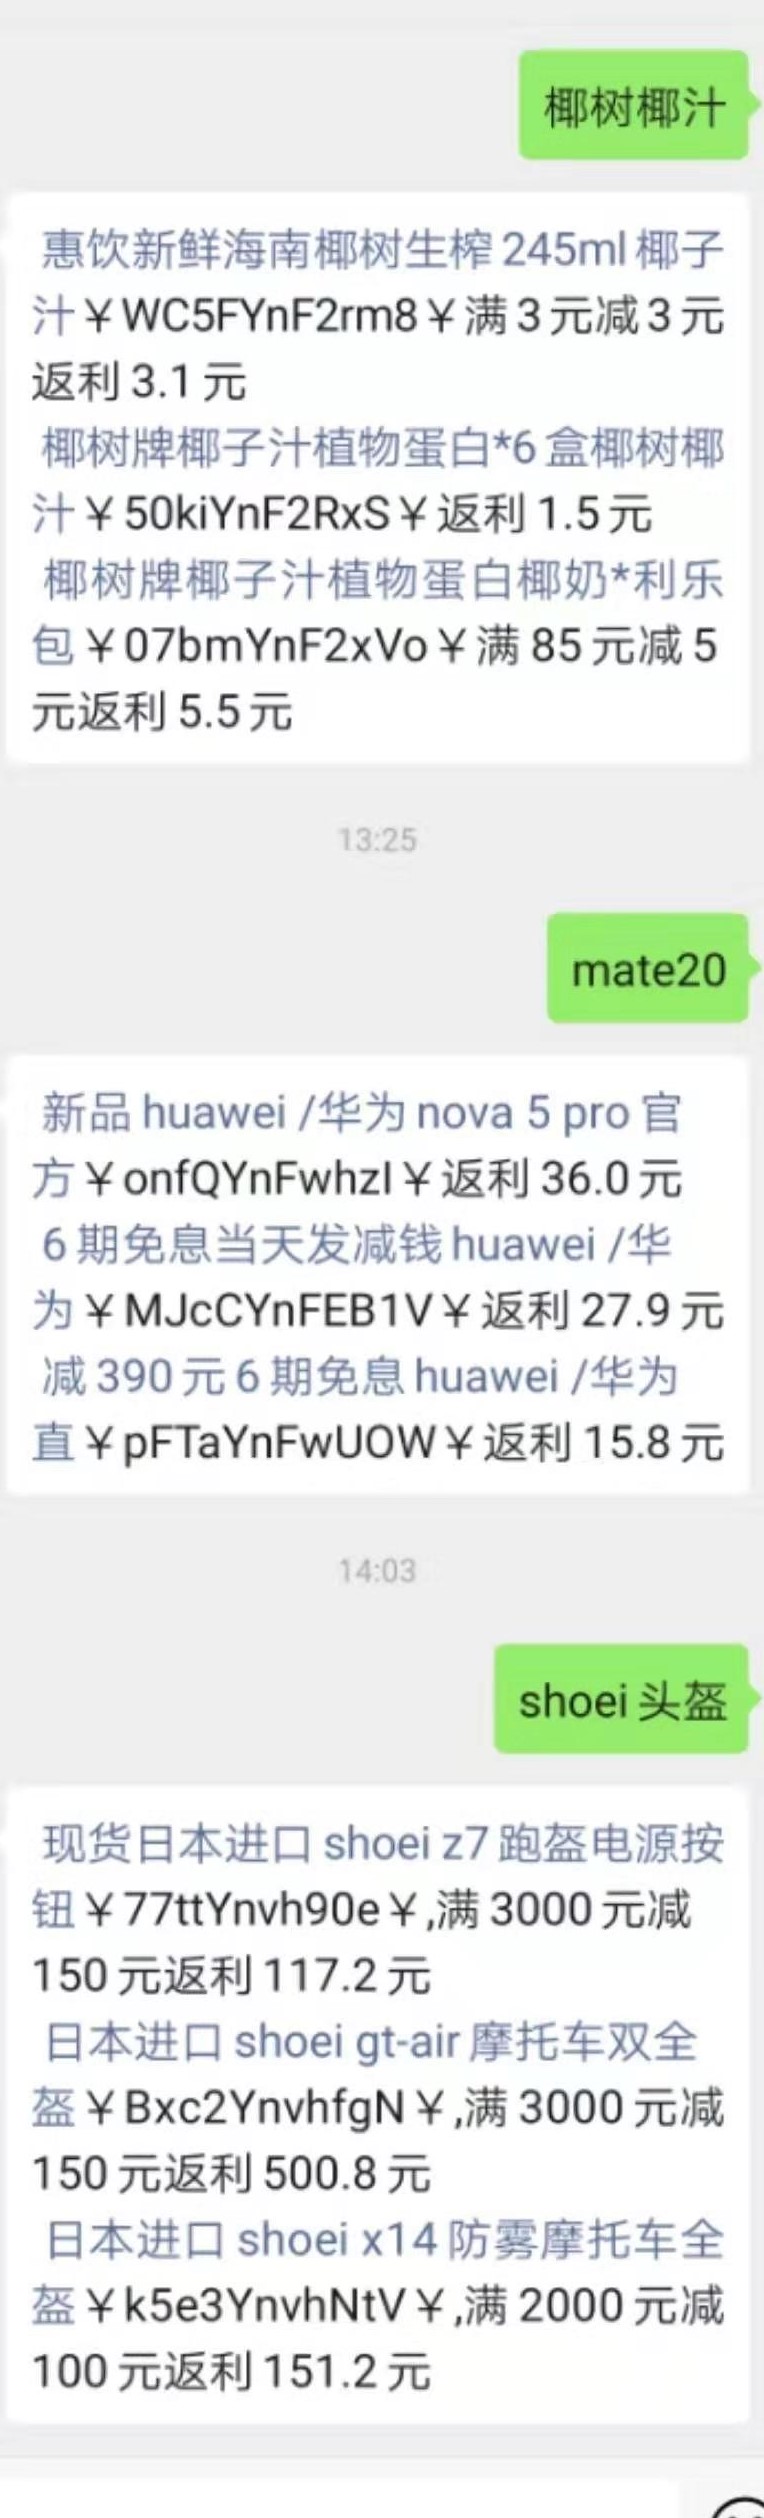 椰树椰汁
惠饮新鲜海南椰树生榨245ml椰子
汁￥WC5FYnF2rm8￥满3元减3元
返利3.1元
椰树牌椰子汁植物蛋白*6盒椰树椰
汁￥50kiYnF2RxS￥返利1.5元
椰树牌椰子汁植物蛋白椰奶*利乐
包￥07bmYnF2xVo￥满85元减5
元返利5.5元
13:25
mate20
新品huawei /华为nova 5 pro官
方￥onfQYnFwhzI￥返利36.0元
6期免息当天发减钱huawei /华
为￥MJcCYnFEB1V￥返利27.9元
减390元6期免息huawei /华为
直￥pFTaYnFwUOW￥返利15.8元
14:03
shoei头盔
现货日本进口shoei z7跑盔电源按
钮￥77ttYnvh90e￥,满3000元减
150元返利117.2元
日本进口shoei gt-air摩托车双全
盔￥Bxc2YnvhfgN￥,满3000元减
150元返利500.8元
日本进口shoei x14防雾摩托车全
盔￥k5e3YnvhNtV￥,满2000元减
100元返利151.2元